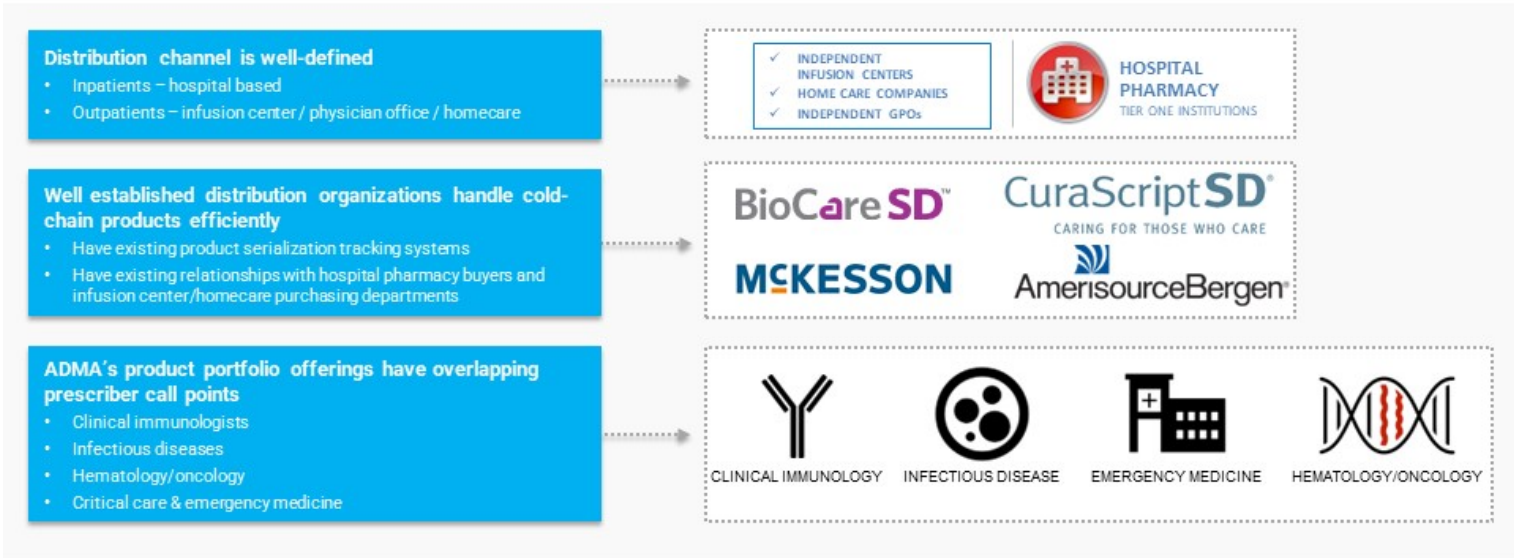 Distribution channel is well-defined
• Inpatients – hospital based
• Outpatients – infusion center / physician office / homecare
✓ INDEPENDENT
INFUSION CENTERS
✓ HOME CARE COMPANIES
✓ INDEPENDENT GPOs
HOSPITAL
PHARMACY
TIER ONE INSTITUTIONS
Well established distribution organizations handle cold-
chain products efficiently
• Have existing product serialization tracking systems
• Have existing relationships with hospital pharmacy buyers and
infusion center/homecare purchasing departments
BioCare SD™
CuraScript SD®
CARING FOR THOSE WHO CARE
McKESSON
AmerisourceBergen®
ADMA's product portfolio offerings have overlapping
prescriber call points
• Clinical immunologists
• Infectious diseases
• Hematology/oncology
• Critical care & emergency medicine
CLINICAL IMMUNOLOGY
INFECTIOUS DISEASE
EMERGENCY MEDICINE
HEMATOLOGY/ONCOLOGY